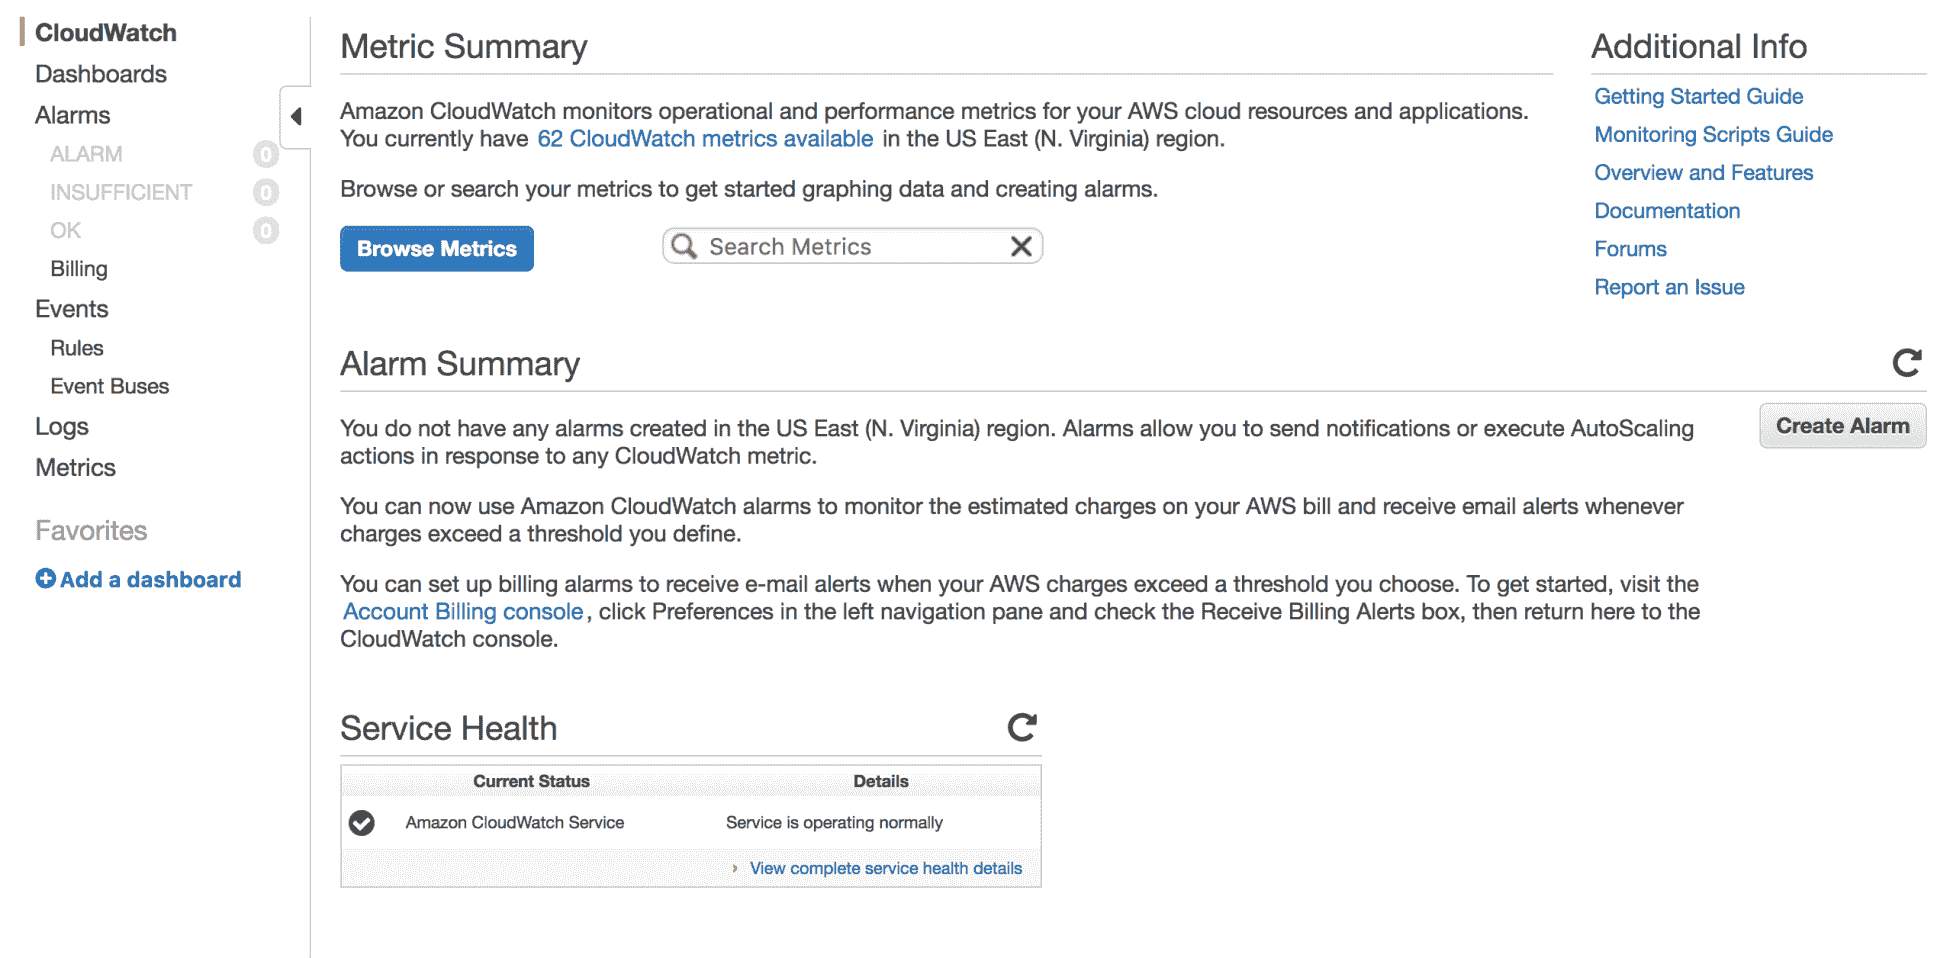 CloudWatch
Dashboards
Alarms
ALARM 0
INSUFFICIENT 0
OK 0
Billing
Events
Rules
Event Buses
Logs
Metrics
Favorites
Add a dashboard
Metric Summary
Amazon CloudWatch monitors operational and performance metrics for your AWS cloud resources and applications.
You currently have 62 CloudWatch metrics available in the US East (N. Virginia) region.
Browse or search your metrics to get started graphing data and creating alarms.
Browse Metrics
Search Metrics
Additional Info
Getting Started Guide
Monitoring Scripts Guide
Overview and Features
Documentation
Forums
Report an Issue
Alarm Summary
You do not have any alarms created in the US East (N. Virginia) region. Alarms allow you to send notifications or execute AutoScaling
actions in response to any CloudWatch metric.
Create Alarm
You can now use Amazon CloudWatch alarms to monitor the estimated charges on your AWS bill and receive email alerts whenever
charges exceed a threshold you define.
You can set up billing alarms to receive e-mail alerts when your AWS charges exceed a threshold you choose. To get started, visit the
Account Billing console, click Preferences in the left navigation pane and check the Receive Billing Alerts box, then return here to the
CloudWatch console.
Service Health
Current Status Details
Amazon CloudWatch Service Service is operating normally
View complete service health details